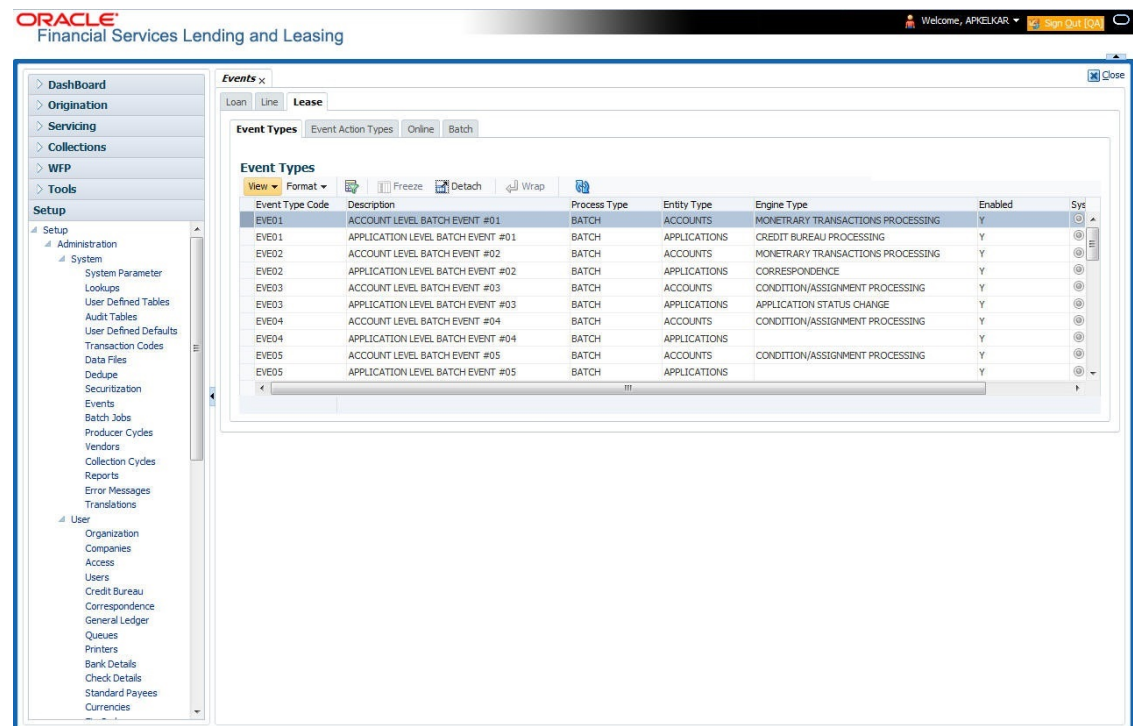 ORACLE
Financial Services Lending and Leasing
Welcome, APKELKAR
Sign Out [QA]
DashBoard
Origination
Servicing
Collections
WFP
Tools
Setup
Setup
Administration
System
System Parameter
Lookups
User Defined Tables
Audit Tables
User Defined Defaults
Transaction Codes
Data Files
Dedupe
Securitization
Events
Batch Jobs
Producer Cycles
Vendors
Collection Cycles
Reports
Error Messages
Translations
User
Organization
Companies
Access
Users
Credit Bureau
Correspondence
General Ledger
Queues
Printers
Bank Details
Check Details
Standard Payees
Currencies
Events x
Close
Loan Line Lease
Event Types Event Action Types Online Batch
Event Types
View Format Freeze Detach Wrap
Event Type Code Description Process Type Entity Type Engine Type Enabled Sys
EVE01 ACCOUNT LEVEL BATCH EVENT #01 BATCH ACCOUNTS MONETRARY TRANSACTIONS PROCESSING Y
EVE01 APPLICATION LEVEL BATCH EVENT #01 BATCH APPLICATIONS CREDIT BUREAU PROCESSING Y
EVE02 ACCOUNT LEVEL BATCH EVENT #02 BATCH ACCOUNTS MONETRARY TRANSACTIONS PROCESSING Y
EVE02 APPLICATION LEVEL BATCH EVENT #02 BATCH APPLICATIONS CORRESPONDENCE Y
EVE03 ACCOUNT LEVEL BATCH EVENT #03 BATCH ACCOUNTS CONDITION/ASSIGNMENT PROCESSING Y
EVE03 APPLICATION LEVEL BATCH EVENT #03 BATCH APPLICATIONS APPLICATION STATUS CHANGE Y
EVE04 ACCOUNT LEVEL BATCH EVENT #04 BATCH ACCOUNTS CONDITION/ASSIGNMENT PROCESSING Y
EVE04 APPLICATION LEVEL BATCH EVENT #04 BATCH APPLICATIONS Y
EVE05 ACCOUNT LEVEL BATCH EVENT #05 BATCH ACCOUNTS CONDITION/ASSIGNMENT PROCESSING Y
EVE05 APPLICATION LEVEL BATCH EVENT #05 BATCH APPLICATIONS Y